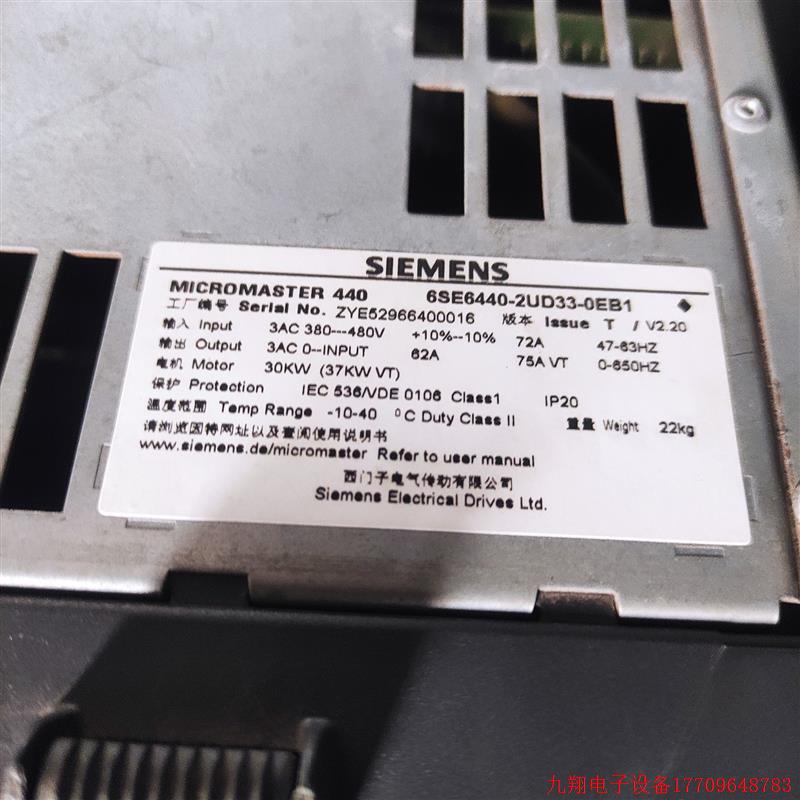 SIEMENS
MICROMASTER 440 6SE6440-2UD33-0EB1
工厂编号 Serial No. ZYE52966400016 版本 Issue T / V2.20
输入 Input 3AC 380---480V +10%--10% 72A 47-63HZ
输出 Output 3AC 0--INPUT 62A 75A VT 0-650HZ
电机 Motor 30KW (37KW VT)
保护 Protection IEC 536/VDE 0106 Class1 IP20
温度范围 Temp Range -10-40 °C Duty Class II 重量 Weight 22kg
请浏览因特网址以及查阅使用说明书
www.siemens.de/micromaster Refer to user manual
西门子电气传动有限公司
Siemens Electrical Drives Ltd.
九翔电子设备17709648783